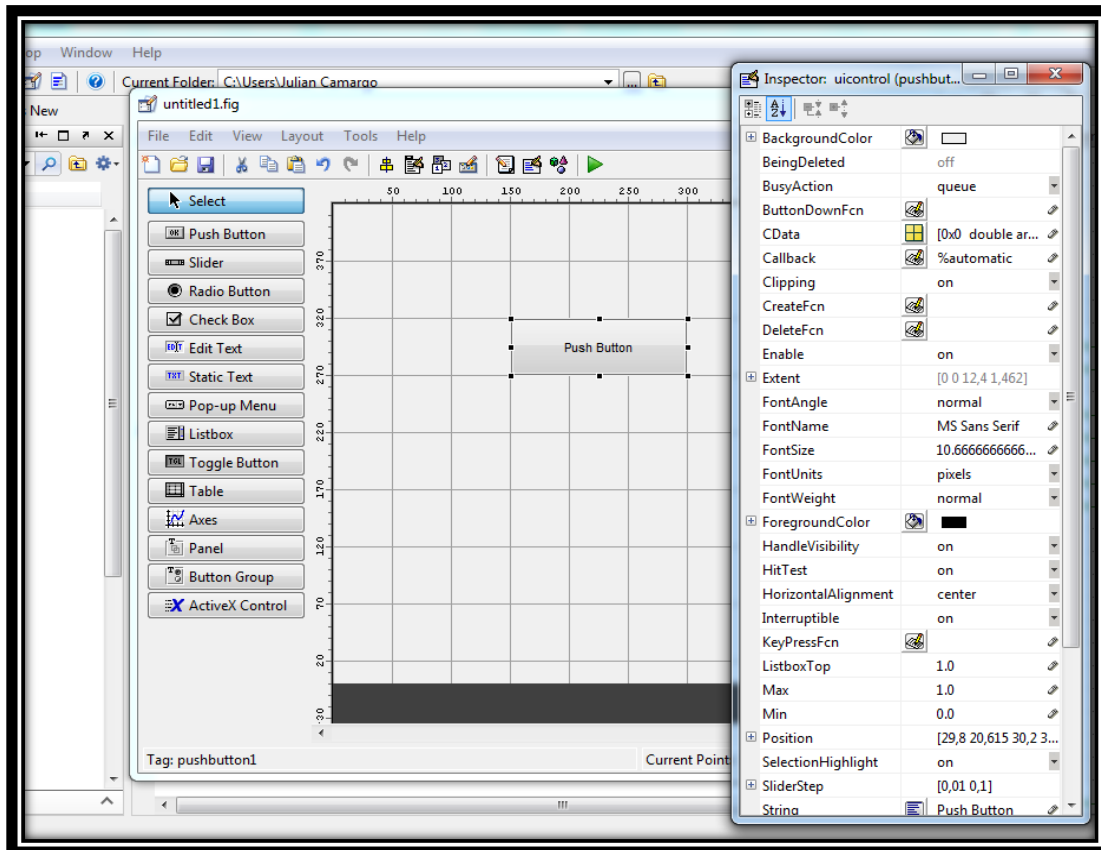 op Window Help
Current Folder: C:\Users\Julian Camargo
New
untitled1.fig
File Edit View Layout Tools Help
50 100 150 200 250 300
Select
Push Button
Slider
Radio Button
Check Box
Edit Text
Static Text
Pop-up Menu
Listbox
Toggle Button
Table
Axes
Panel
Button Group
ActiveX Control
370
320
270
220
170
120
70
20
-30
Push Button
Tag: pushbutton1 Current Point
Inspector: uicontrol (pushbut...
BackgroundColor
BeingDeleted off
BusyAction queue
ButtonDownFcn
CData [0x0 double ar...
Callback %automatic
Clipping on
CreateFcn
DeleteFcn
Enable on
Extent [0 0 12,4 1,462]
FontAngle normal
FontName MS Sans Serif
FontSize 10.6666666666...
FontUnits pixels
FontWeight normal
ForegroundColor
HandleVisibility on
HitTest on
HorizontalAlignment center
Interruptible on
KeyPressFcn
ListboxTop 1.0
Max 1.0
Min 0.0
Position [29,8 20,615 30,2 3...
SelectionHighlight on
SliderStep [0,01 0,1]
String Push Button